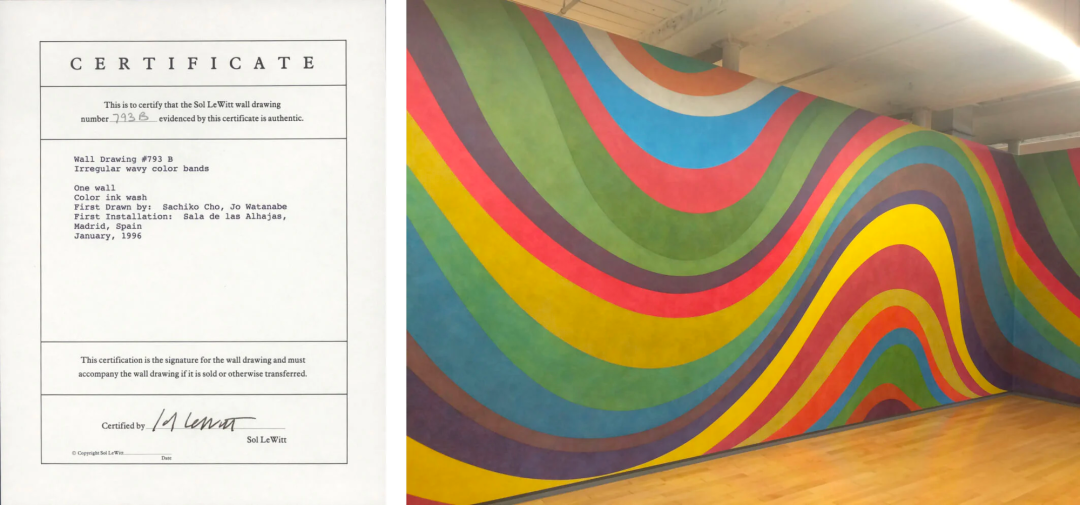 CERTIFICATE
This is to certify that the Sol LeWitt wall drawing
number 793 B evidenced by this certificate is authentic.
Wall Drawing #793 B
Irregular wavy color bands
One wall
Color ink wash
First Drawn by: Sachiko Cho, Jo Watanabe
First Installation: Sala de las Alhajas,
Madrid, Spain
January, 1996
This certification is the signature for the wall drawing and must
accompany the wall drawing if it is sold or otherwise transferred.
Certified by Sol LeWitt
Sol LeWitt
© Copyright Sol LeWitt
Date